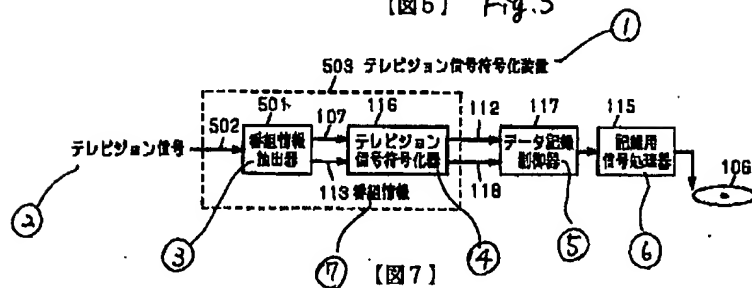 【図6】 Fig.5
①
503 テレビジョン信号符号化装置
501 107 116 112 117 115
テレビジョン信号 502 番組情報抽出器 テレビジョン信号符号化器 データ記録制御器 記録用信号処理器 106
113 番組情報 118
② ③ ⑦ ④ ⑤ ⑥
【図7】